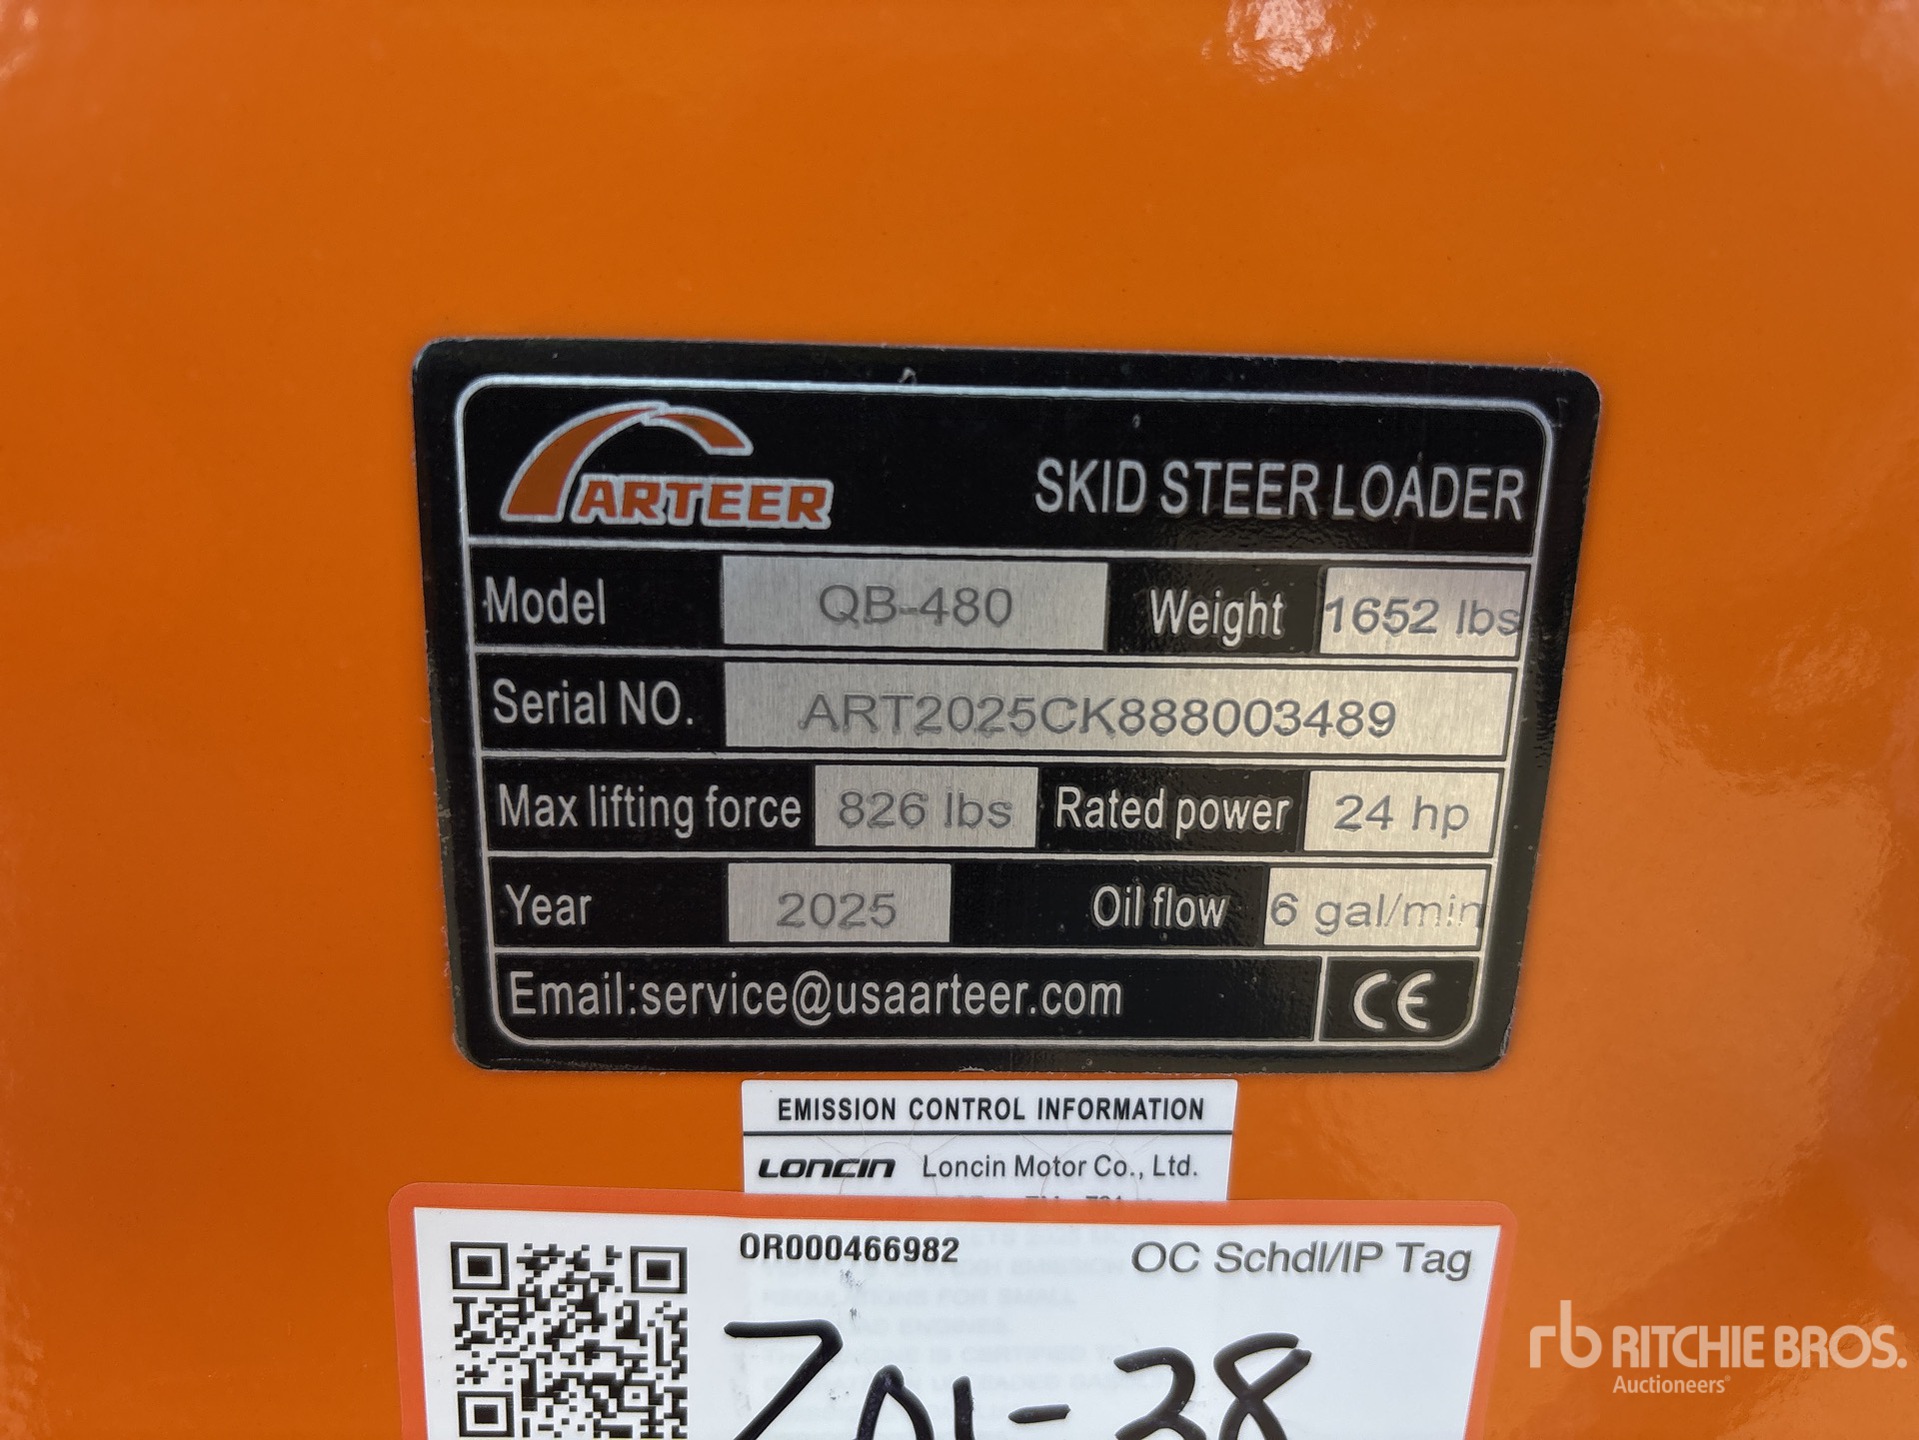 ARTEER
SKID STEER LOADER
Model QB-480 Weight 1652 lbs
Serial NO. ART2025CK888003489
Max lifting force 826 lbs Rated power 24 hp
Year 2025 Oil flow 6 gal/min
Email:service@usaarteer.com CE
EMISSION CONTROL INFORMATION
LONCIN Loncin Motor Co., Ltd.
OR000466982 OC Schdl/IP Tag
rb RITCHIE BROS.
Auctioneers